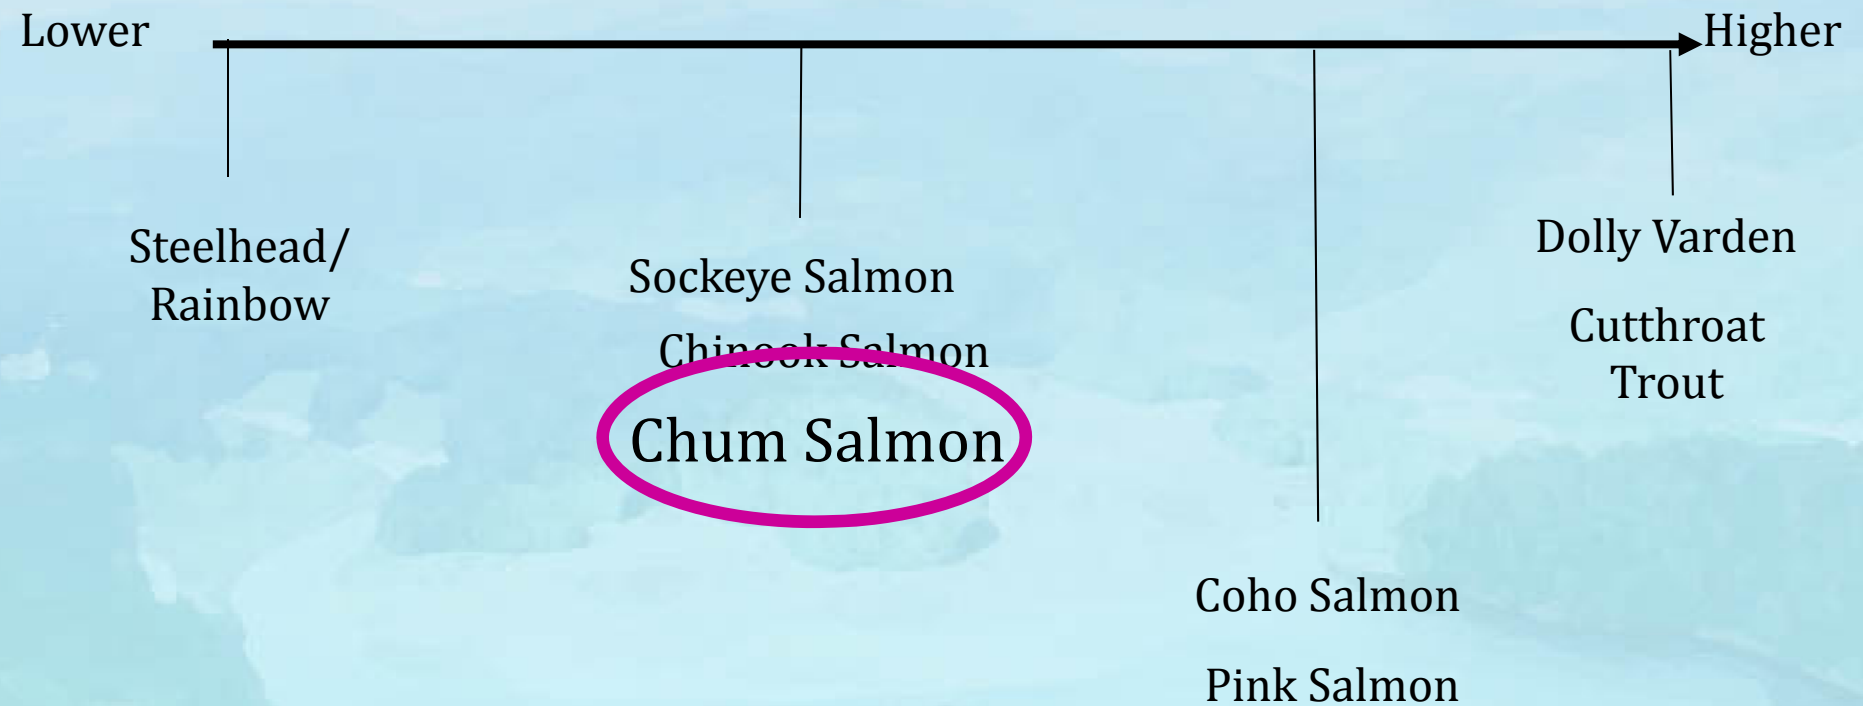 Lower
Higher
Steelhead/
Rainbow
Sockeye Salmon
Chinook Salmon
Chum Salmon
Coho Salmon
Pink Salmon
Dolly Varden
Cutthroat
Trout